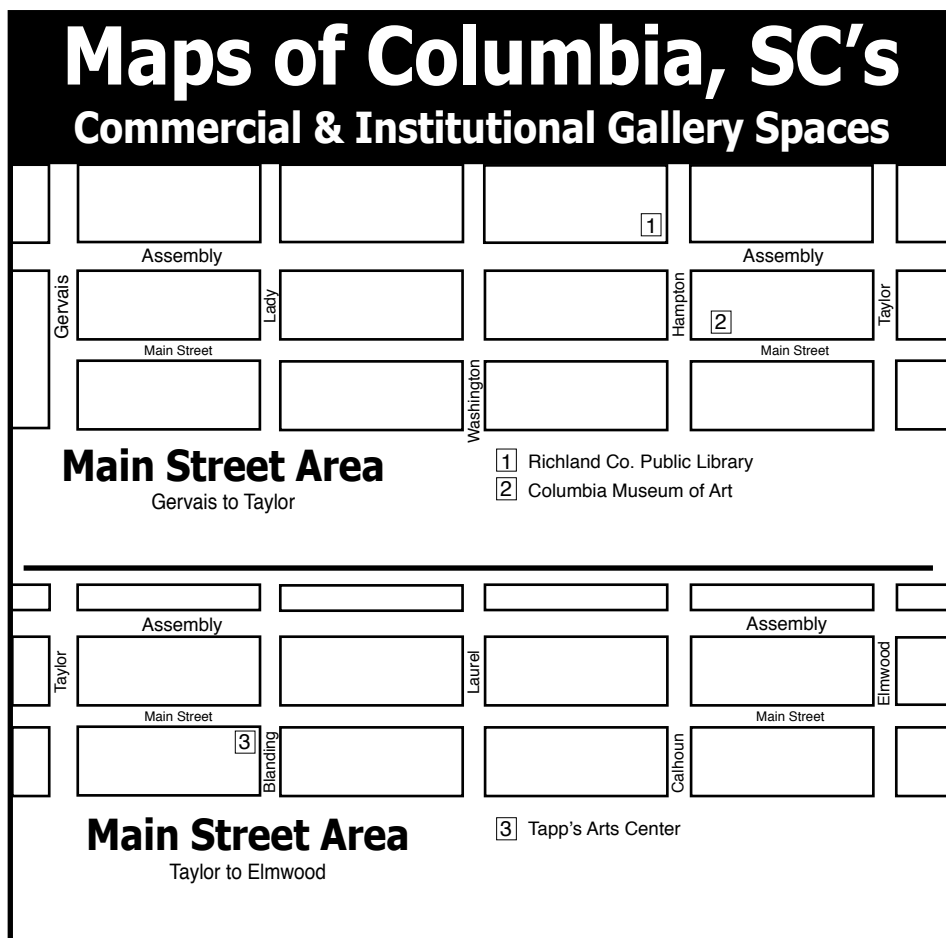 Maps of Columbia, SC's
Commercial & Institutional Gallery Spaces
1
Assembly
Assembly
Gervais
Lady
Hampton
Taylor
2
Main Street
Main Street
Washington
Main Street Area
Gervais to Taylor
1 Richland Co. Public Library
2 Columbia Museum of Art
Assembly
Assembly
Taylor
Laurel
Elmwood
Main Street
Main Street
3
Blanding
Calhoun
Main Street Area
Taylor to Elmwood
3 Tapp's Arts Center